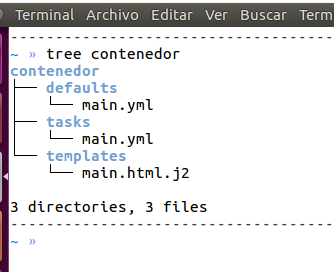 Terminal Archivo Editar Ver Buscar Term
--------------------------------------
~ » tree contenedor
contenedor
├── defaults
│   └── main.yml
├── tasks
│   └── main.yml
└── templates
    └── main.html.j2

3 directories, 3 files
--------------------------------------
~ »